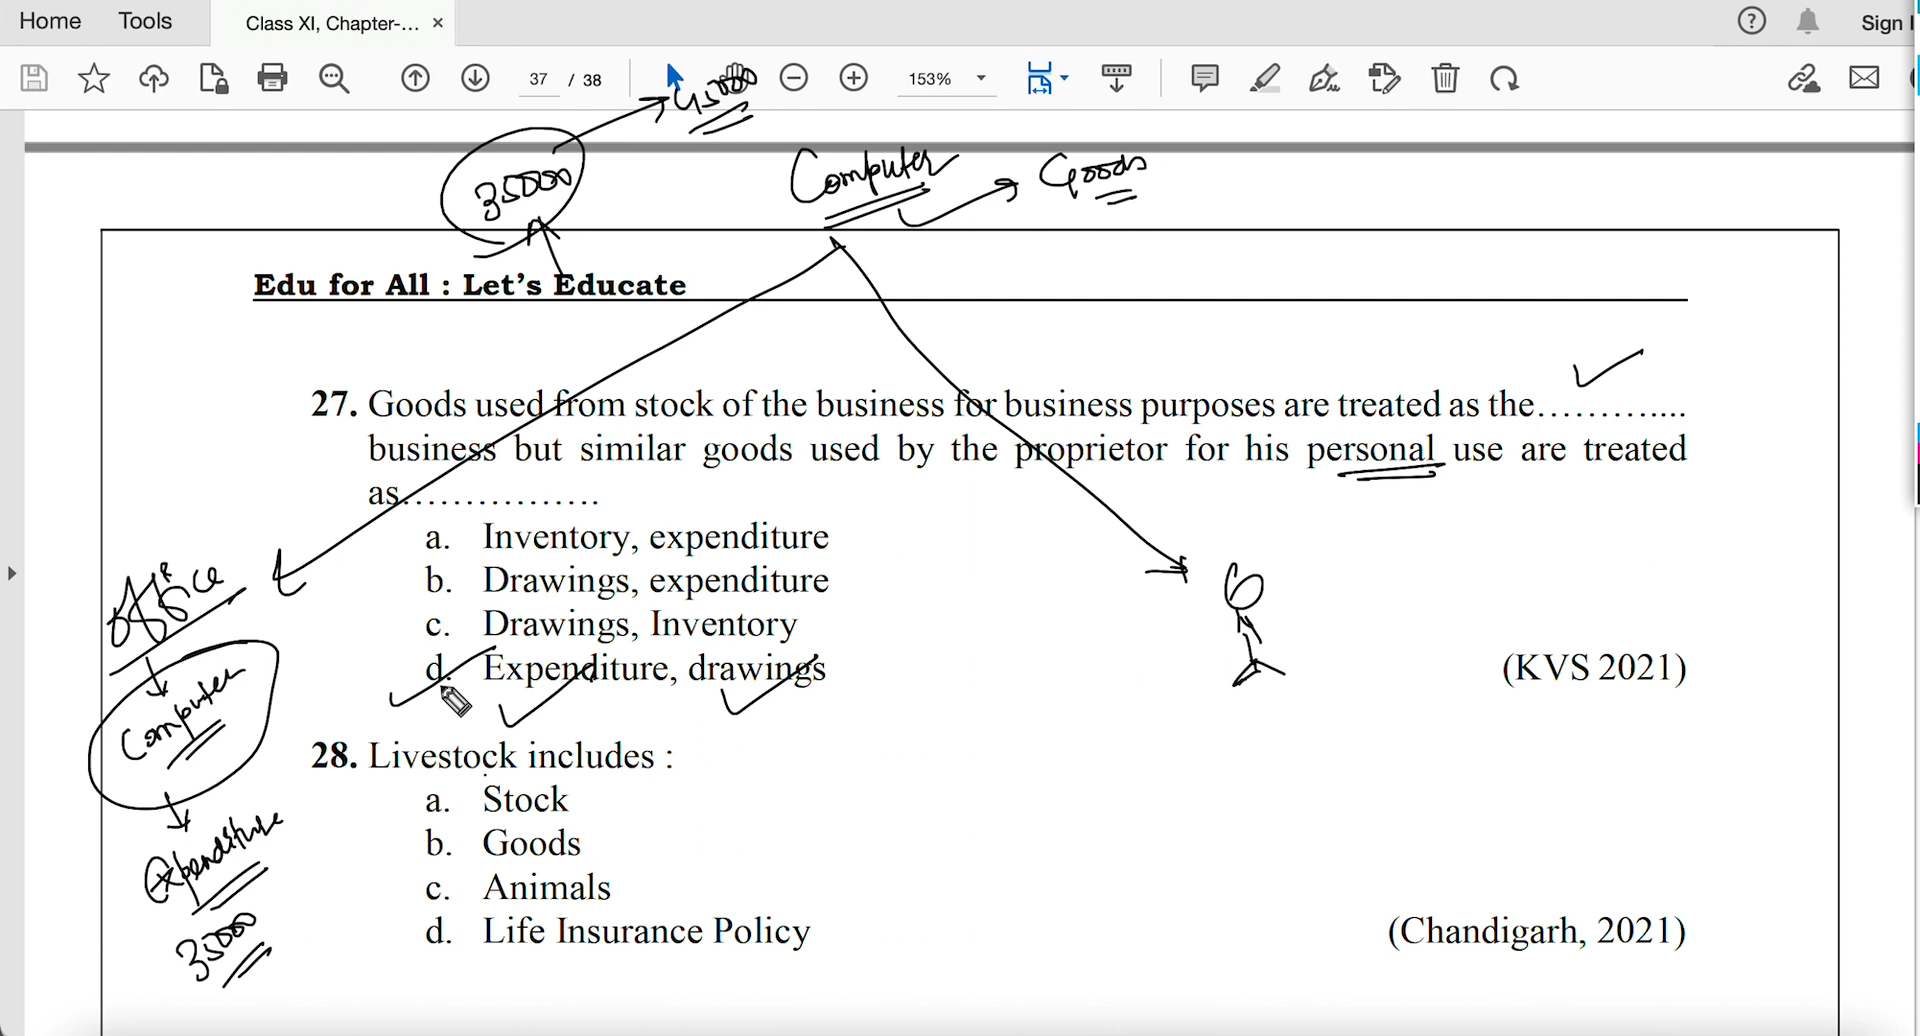 Home Tools Class XI, Chapter-... × ? Sign I
37 / 38 153%
45000
35000 Computer Goods
Edu for All : Let's Educate
27. Goods used from stock of the business for business purposes are treated as the…………....
business but similar goods used by the proprietor for his personal use are treated
as…………….
a. Inventory, expenditure
b. Drawings, expenditure
c. Drawings, Inventory
d. Expenditure, drawings (KVS 2021)
28. Livestock includes :
a. Stock
b. Goods
c. Animals
d. Life Insurance Policy (Chandigarh, 2021)
Office
Computer
Expenditure
35000